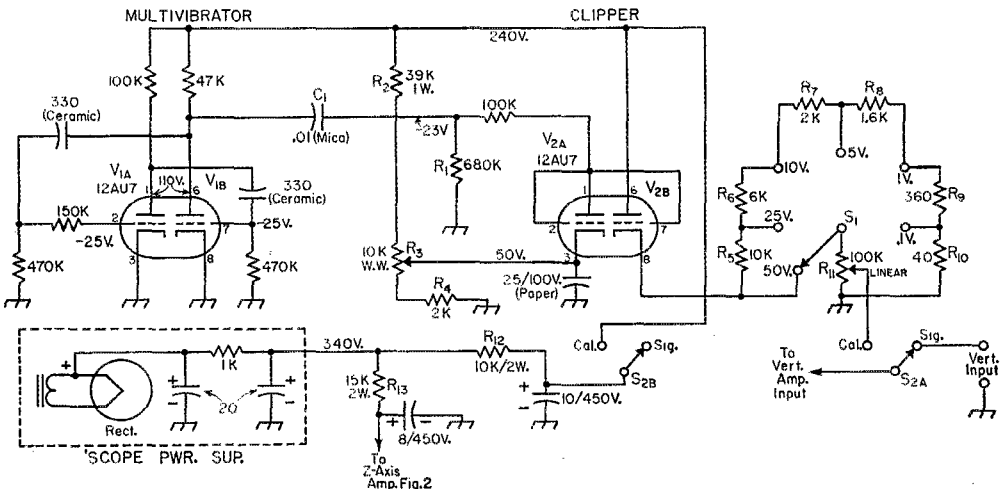 MULTIVIBRATOR
CLIPPER
240V.
100K
47K
R2
39K
1W.
330
(Ceramic)
C1
.01(Mica)
-23V
100K
R1
680K
V1A
12AU7
110V.
V1B
1
6
330
(Ceramic)
150K
2
-25V.
7
-25V.
3
8
470K
470K
V2A
12AU7
1
6
V2B
2
7
3
8
10K
W.W.
R3
50V.
25/100V.
(Paper)
R4
2K
R7
2K
R8
1.6K
10V.
5V.
1V.
R6
6K
25V.
R5
10K
50V.
S1
100K
LINEAR
R11
360
R9
.1V.
40
R10
+
1K
340V.
R12
10K/2W.
Cal.
Sig.
S2B
+
-
20
+
-
Rect.
15K
2W.
R13
+
-
8/450V.
+
-
10/450V.
To
Z-Axis
Amp. Fig.2
'SCOPE PWR. SUP.
Cal.
Sig.
S2A
To
Vert.
Amp.
Input
Vert.
Input